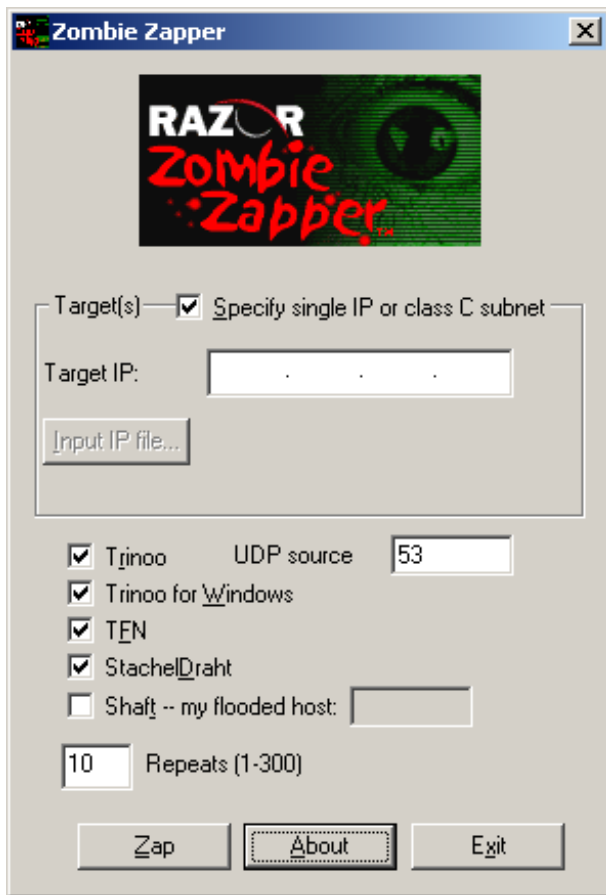 Zombie Zapper
RAZOR
Zombie
Zapper™
Target(s) Specify single IP or class C subnet
Target IP: . . .
Input IP file...
Trinoo UDP source 53
Trinoo for Windows
TFN
StachelDraht
Shaft -- my flooded host:
10 Repeats (1-300)
Zap About Exit